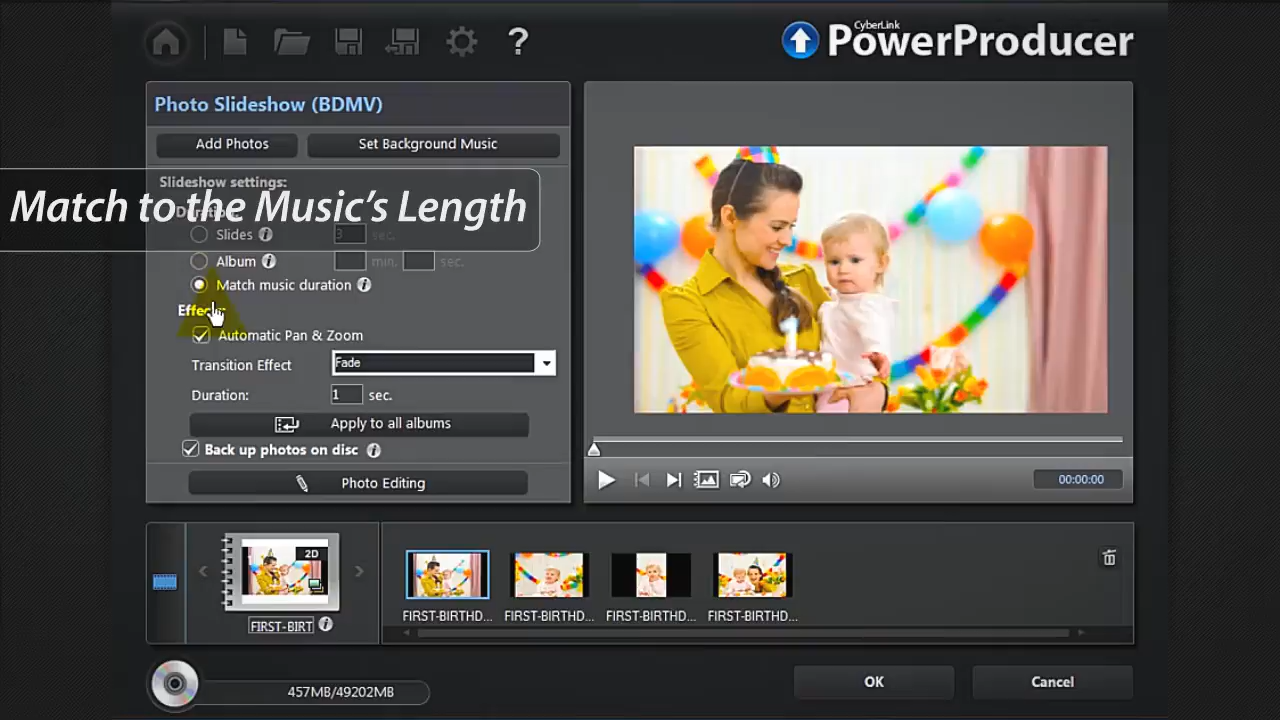 CyberLink
PowerProducer
?
Photo Slideshow (BDMV)
Add Photos
Set Background Music
Slideshow settings:
Match to the Music's Length
Slides
3 sec.
Album
min. sec.
Match music duration
Effect:
Automatic Pan & Zoom
Transition Effect
Fade
Duration:
1 sec.
Apply to all albums
Back up photos on disc
Photo Editing
00:00:00
2D
FIRST-BIRT
FIRST-BIRTHD...
FIRST-BIRTHD...
FIRST-BIRTHD...
FIRST-BIRTHD...
457MB/49202MB
OK
Cancel